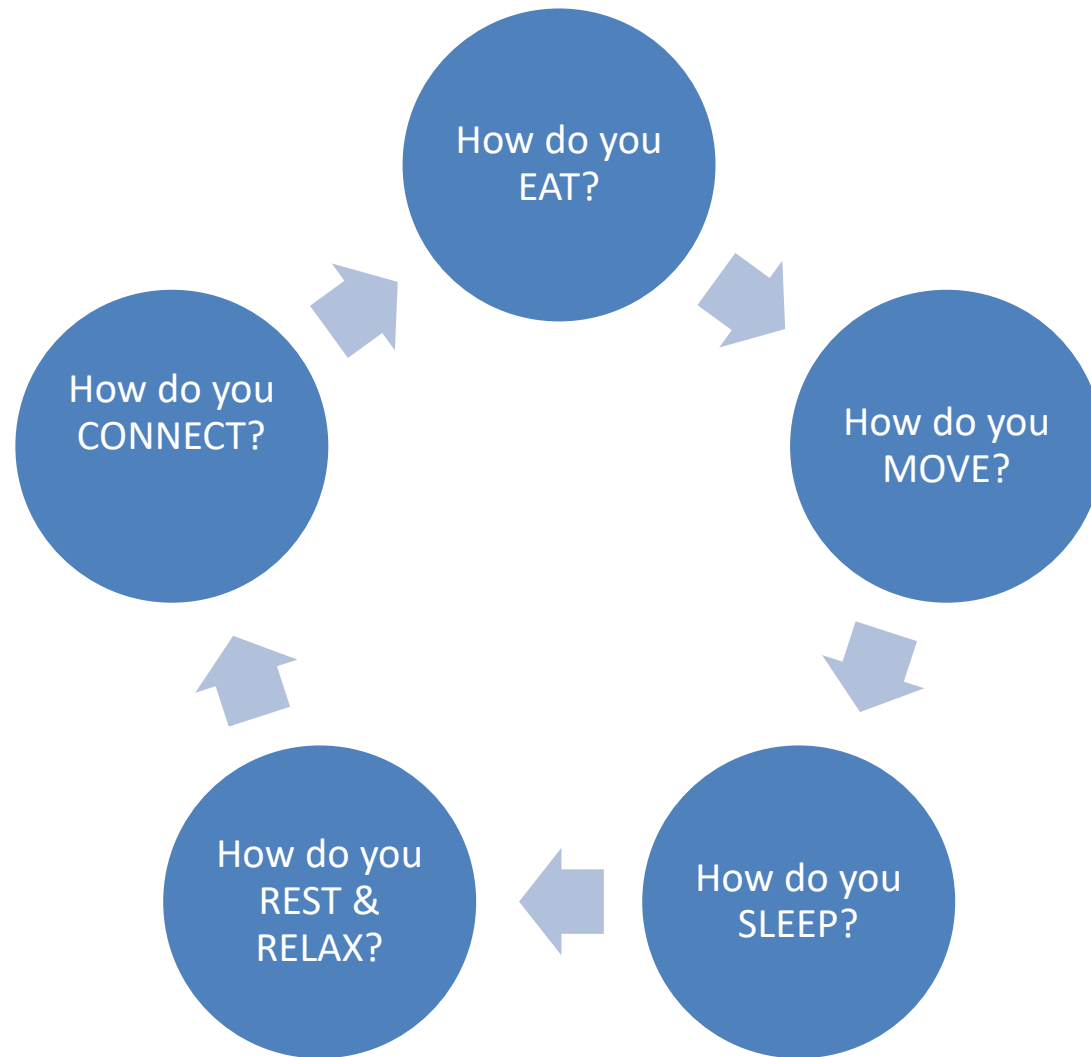 How do you
EAT?
How do you
MOVE?
How do you
SLEEP?
How do you
REST &
RELAX?
How do you
CONNECT?